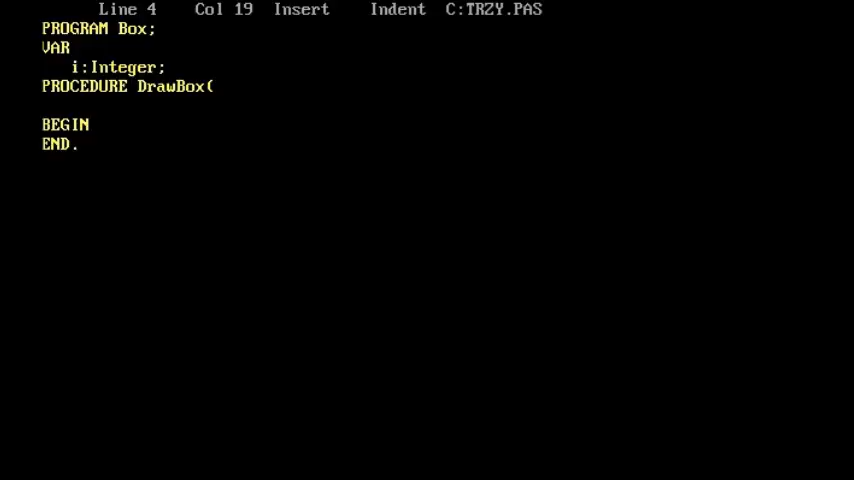 Line 4    Col 19  Insert    Indent  C:TRZY.PAS
PROGRAM Box;
VAR
   i:Integer;
PROCEDURE DrawBox(
BEGIN
END.